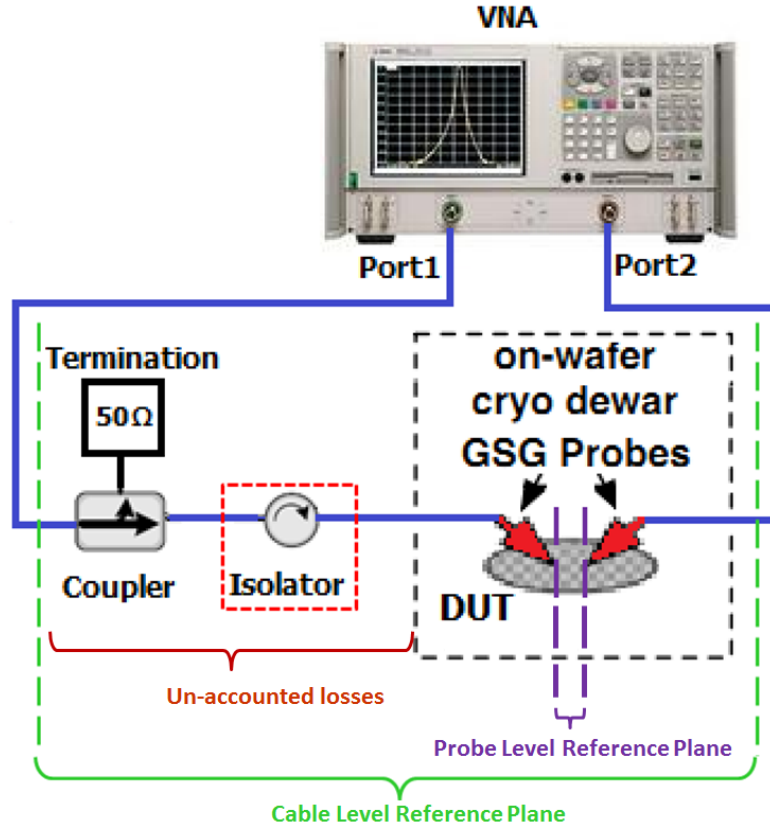 VNA
Port1
Port2
Termination
50Ω
on-wafer
cryo dewar
GSG Probes
Coupler
Isolator
DUT
Un-accounted losses
Probe Level Reference Plane
Cable Level Reference Plane